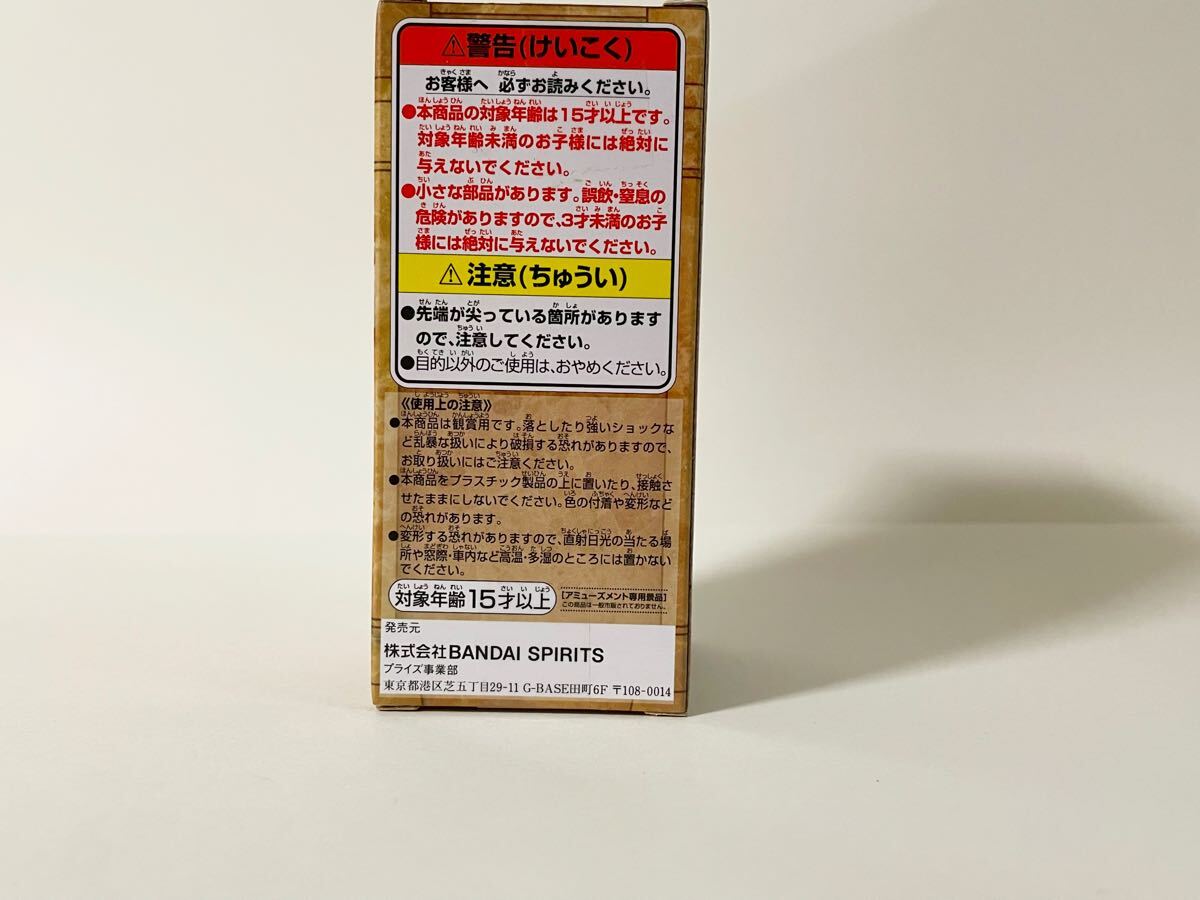 ⚠警告(けいこく)
お客様へ 必ずお読みください。
●本商品の対象年齢は15才以上です。
対象年齢未満のお子様には絶対に
与えないでください。
●小さな部品があります。誤飲・窒息の
危険がありますので、3才未満のお子
様には絶対に与えないでください。
⚠注意(ちゅうい)
●先端が尖っている箇所があります
ので、注意してください。
●目的以外のご使用は、おやめください。
《使用上の注意》
●本商品は観賞用です。落としたり強いショックな
ど乱暴な扱いにより破損する恐れがありますので、
お取り扱いにはご注意ください。
●本商品をプラスチック製品の上に置いたり、接触さ
せたままにしないでください。色の付着や変形など
の恐れがあります。
●変形する恐れがありますので、直射日光の当たる場
所や窓際・車内など高温・多湿のところには置かない
でください。
対象年齢15才以上
[アミューズメント専用景品]
この商品は一般市販されておりません。
発売元
株式会社BANDAI SPIRITS
プライズ事業部
東京都港区芝五丁目29-11 G-BASE田町6F 〒108-0014